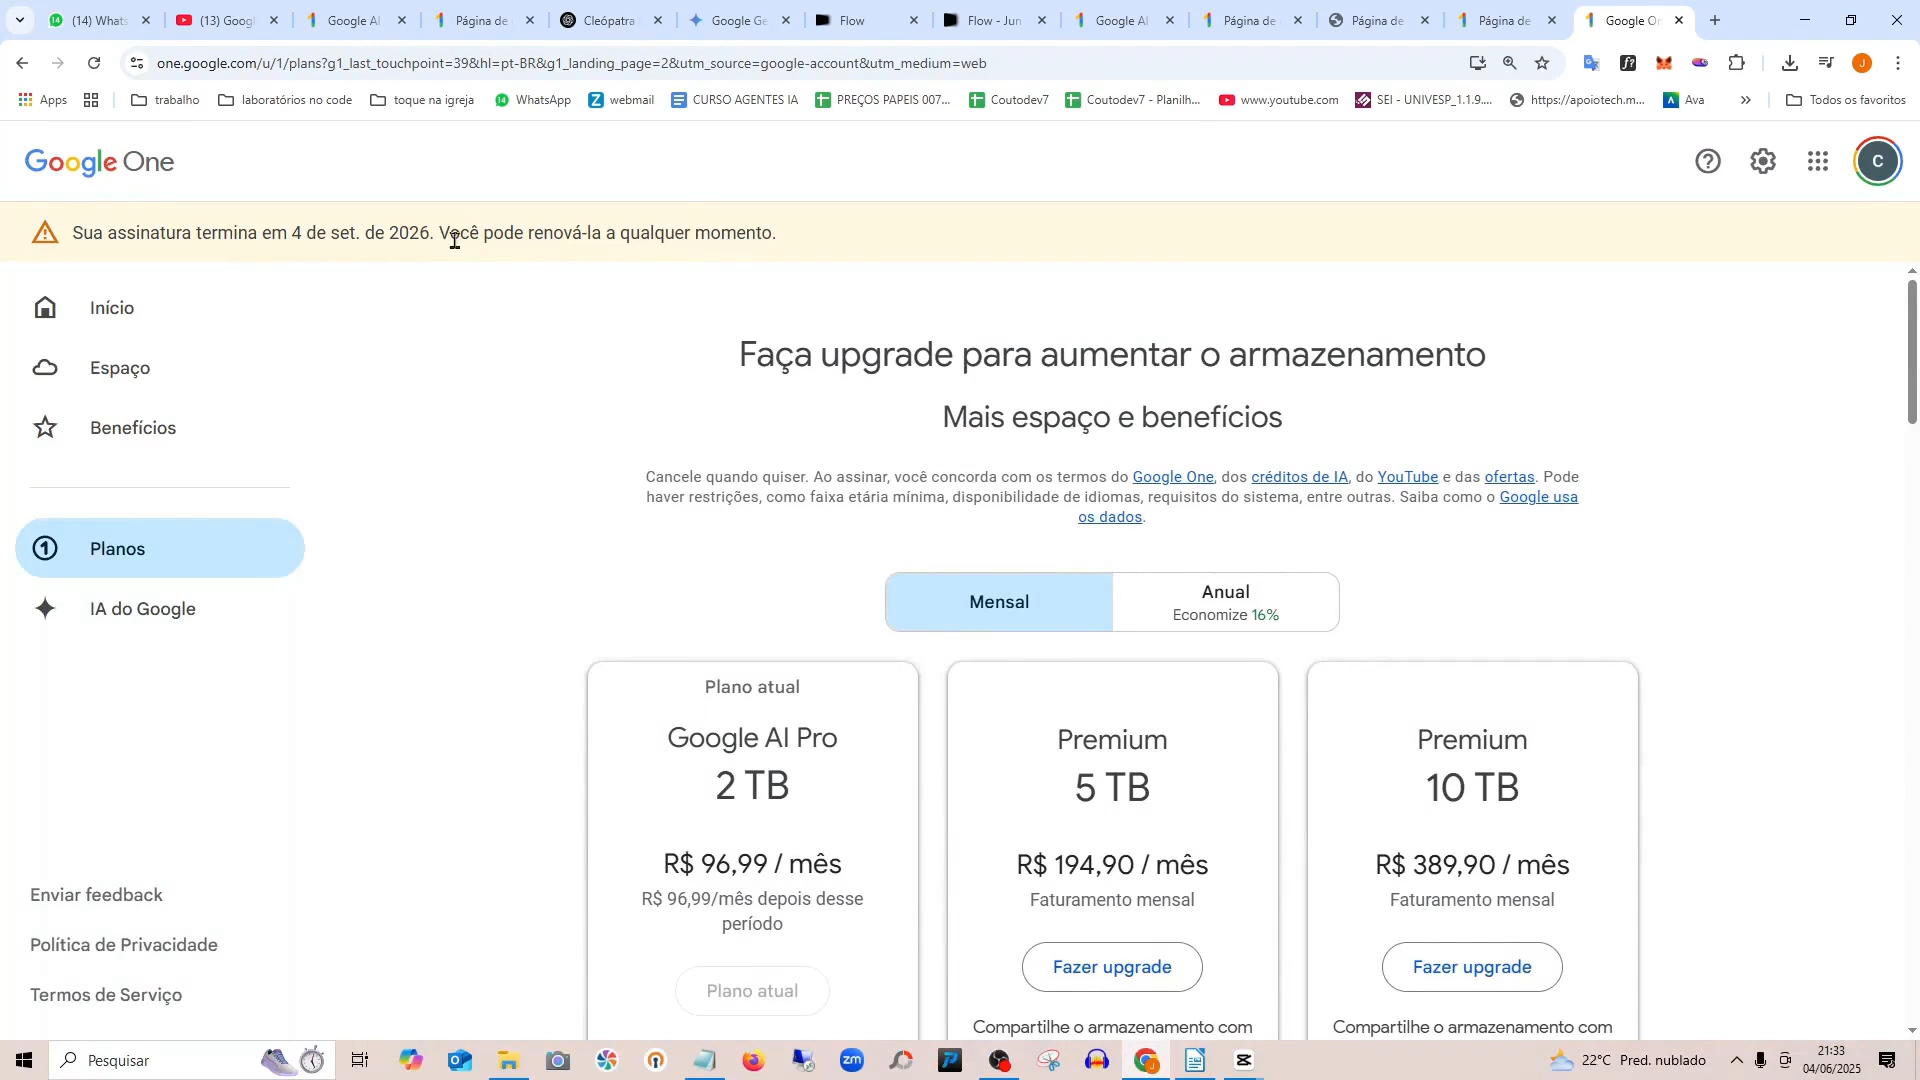 (14) Whats
(13) Googl
Google AI
Página de
Cleópatra
Google Ge
Flow
Flow - Jun
Google AI
Página de
Página de
Página de
Google On
one.google.com/u/1/plans?g1_last_touchpoint=39&hl=pt-BR&g1_landing_page=2&utm_source=google-account&utm_medium=web
Apps
trabalho
laboratórios no code
toque na igreja
WhatsApp
webmail
CURSO AGENTES IA
PREÇOS PAPEIS 007...
Coutodev7
Coutodev7 - Planilh...
www.youtube.com
SEI - UNIVESP_1.1.9....
https://apoiotech.m...
Ava
Todos os favoritos
Google One
C
Sua assinatura termina em 4 de set. de 2026. Você pode renová-la a qualquer momento.
Início
Espaço
Benefícios
Planos
IA do Google
Enviar feedback
Política de Privacidade
Termos de Serviço
Faça upgrade para aumentar o armazenamento
Mais espaço e benefícios
Cancele quando quiser. Ao assinar, você concorda com os termos do Google One, dos créditos de IA, do YouTube e das ofertas. Pode
haver restrições, como faixa etária mínima, disponibilidade de idiomas, requisitos do sistema, entre outras. Saiba como o Google usa
os dados.
Mensal
Anual
Economize 16%
Plano atual
Google AI Pro
2 TB
R$ 96,99 / mês
R$ 96,99/mês depois desse
período
Plano atual
Premium
5 TB
R$ 194,90 / mês
Faturamento mensal
Fazer upgrade
Compartilhe o armazenamento com
Premium
10 TB
R$ 389,90 / mês
Faturamento mensal
Fazer upgrade
Compartilhe o armazenamento com
Pesquisar
zm
22°C Pred. nublado
21:33
04/06/2025